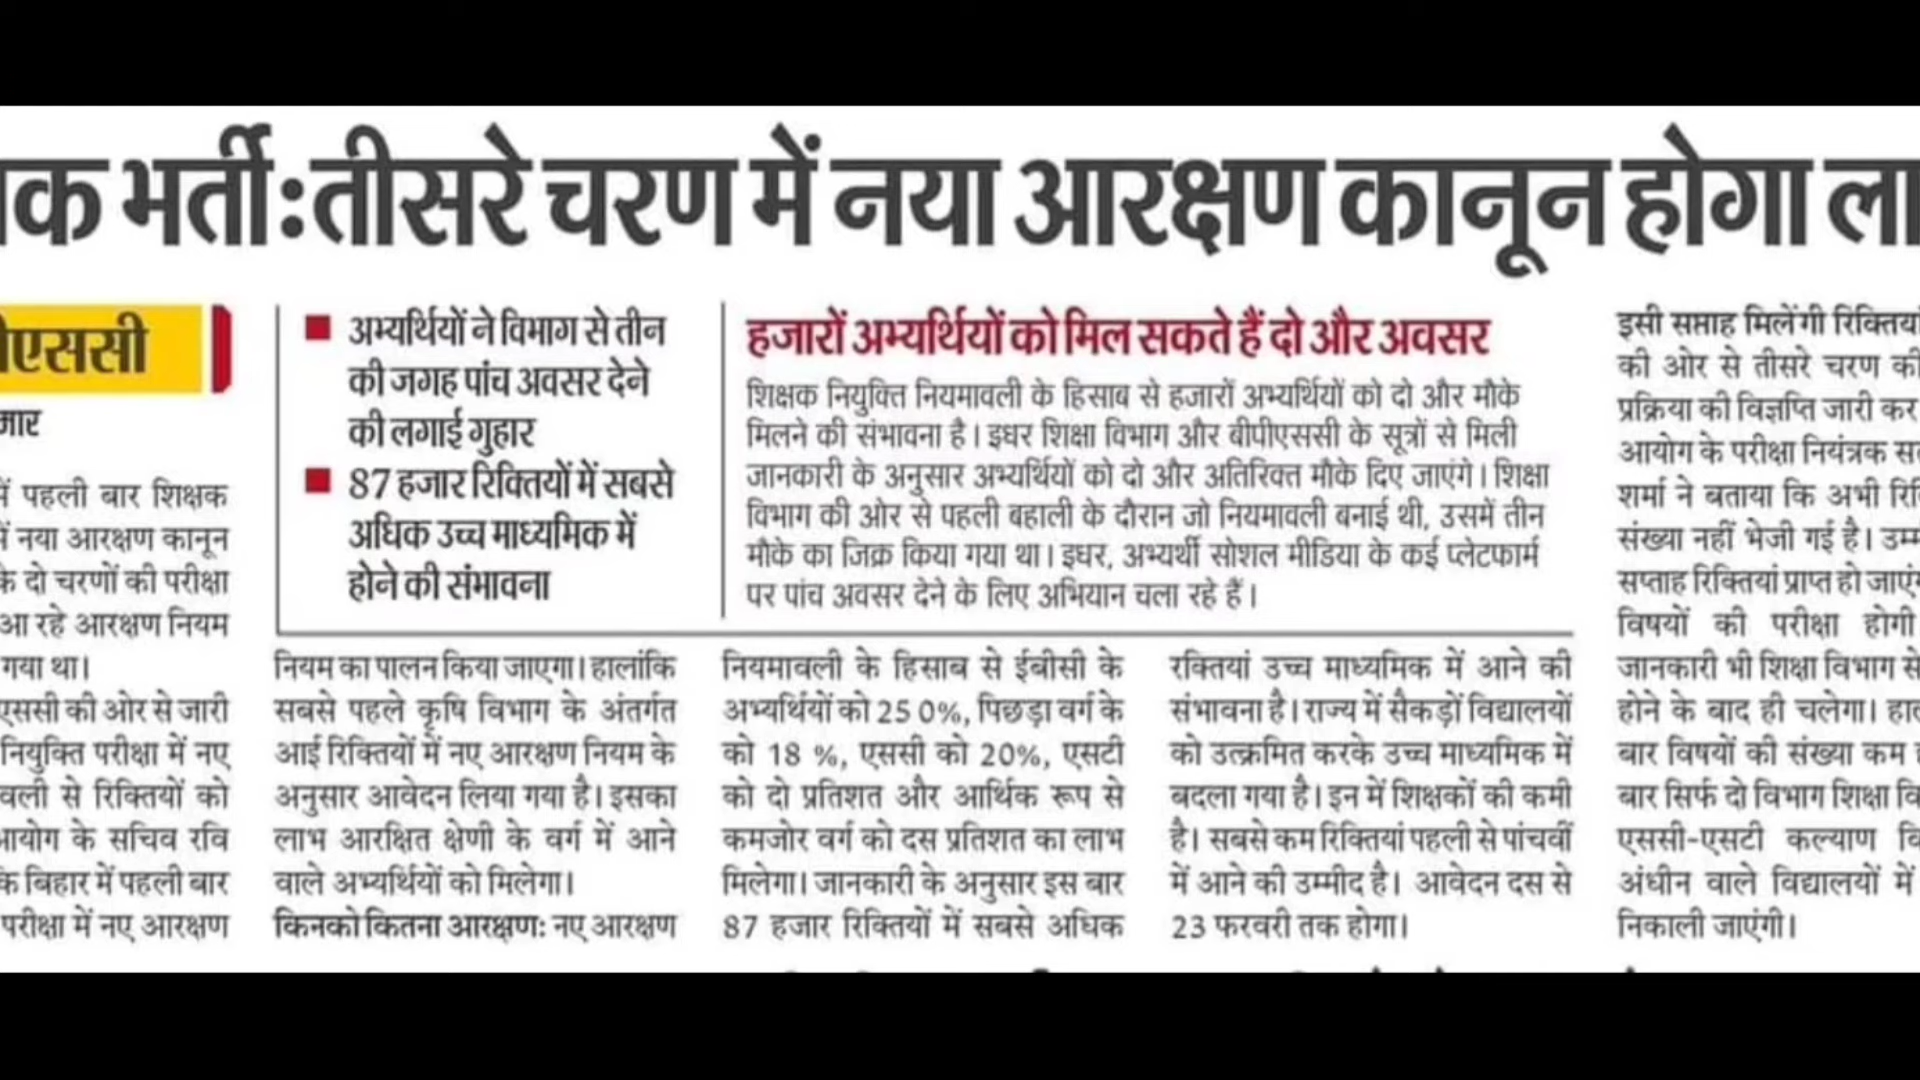 भर्ती:तीसरे चरण में नया आरक्षण कानून होगा
पहली बार शिक्षक
नया आरक्षण कानून
दो चरणों की परीक्षा
आ रहे आरक्षण नियम
गया था।
की ओर से जारी
नियुक्ति परीक्षा में नए
से रिक्तियों को
के सचिव रवि
बिहार में पहली बार
परीक्षा में नए आरक्षण
अभ्यर्थियों ने विभाग से तीन
की जगह पांच अवसर देने
की लगाई गुहार
87 हजार रिक्तियों में सबसे
अधिक उच्च माध्यमिक में
होने की संभावना
हजारों अभ्यर्थियों को मिल सकते हैं दो और अवसर
शिक्षक नियुक्ति नियमावली के हिसाब से हजारों अभ्यर्थियों को दो और मौके
मिलने की संभावना है। इधर शिक्षा विभाग और बीपीएससी के सूत्रों से मिली
जानकारी के अनुसार अभ्यर्थियों को दो और अतिरिक्त मौके दिए जाएंगे। शिक्षा
विभाग की ओर से पहली बहाली के दौरान जो नियमावली बनाई थी, उसमें तीन
मौके का जिक्र किया गया था। इधर, अभ्यर्थी सोशल मीडिया के कई प्लेटफार्म
पर पांच अवसर देने के लिए अभियान चला रहे हैं।
नियम का पालन किया जाएगा। हालांकि
सबसे पहले कृषि विभाग के अंतर्गत
आई रिक्तियों में नए आरक्षण नियम के
अनुसार आवेदन लिया गया है। इसका
लाभ आरक्षित क्षेणी के वर्ग में आने
वाले अभ्यर्थियों को मिलेगा।
किनको कितना आरक्षण: नए आरक्षण
नियमावली के हिसाब से ईबीसी के
अभ्यर्थियों को 25 0%, पिछड़ा वर्ग के
को 18 %, एससी को 20%, एसटी
को दो प्रतिशत और आर्थिक रूप से
कमजोर वर्ग को दस प्रतिशत का लाभ
मिलेगा। जानकारी के अनुसार इस बार
87 हजार रिक्तियों में सबसे अधिक
रक्तियां उच्च माध्यमिक में आने की
संभावना है। राज्य में सैकड़ों विद्यालयों
को उत्क्रमित करके उच्च माध्यमिक में
बदला गया है। इन में शिक्षकों की कमी
है। सबसे कम रिक्तियां पहली से पांचवीं
में आने की उम्मीद है। आवेदन दस से
23 फरवरी तक होगा।
इसी सप्ताह मिलेंगी
की ओर से तीसरे चरण की
प्रक्रिया की विज्ञप्ति जारी कर
आयोग के परीक्षा नियंत्रक
शर्मा ने बताया कि अभी
संख्या नहीं भेजी गई है।
सप्ताह रिक्तियां प्राप्त हो
विषयों की परीक्षा होगी
जानकारी भी शिक्षा विभाग से
होने के बाद ही चलेगा।
बार विषयों की संख्या कम
बार सिर्फ दो विभाग शिक्षा
एससी-एसटी कल्याण
अंधीन वाले विद्यालयों में
निकाली जाएंगी।